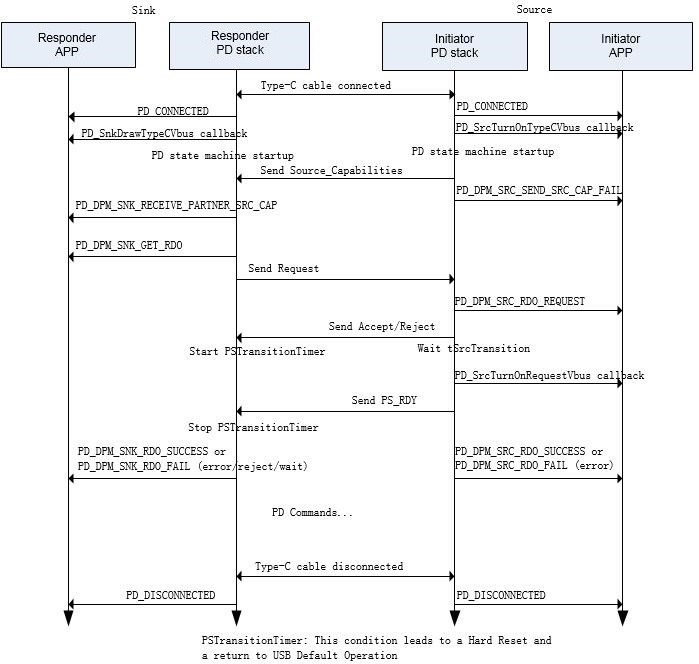 Sink
Source
Responder
APP
Responder
PD stack
Initiator
PD stack
Initiator
APP
Type-C cable connected
PD_CONNECTED
PD_CONNECTED
PD_SnkDrawTypeCVbus callback
PD_SrcTurnOnTypeCVbus callback
PD state machine startup
PD state machine startup
Send Source_Capabilities
PD_DPM_SRC_SEND_SRC_CAP_FAIL
PD_DPM_SNK_RECEIVE_PARTNER_SRC_CAP
PD_DPM_SNK_GET_RDO
Send Request
PD_DPM_SRC_RDO_REQUEST
Send Accept/Reject
Start PSTransitionTimer
Wait tSrcTransition
PD_SrcTurnOnRequestVbus callback
Send PS_RDY
Stop PSTransitionTimer
PD_DPM_SNK_RDO_SUCCESS or
PD_DPM_SNK_RDO_FAIL (error/reject/wait)
PD_DPM_SRC_RDO_SUCCESS or
PD_DPM_SRC_RDO_FAIL (error)
PD Commands...
Type-C cable disconnected
PD_DISCONNECTED
PD_DISCONNECTED
PSTransitionTimer: This condition leads to a Hard Reset and
a return to USB Default Operation